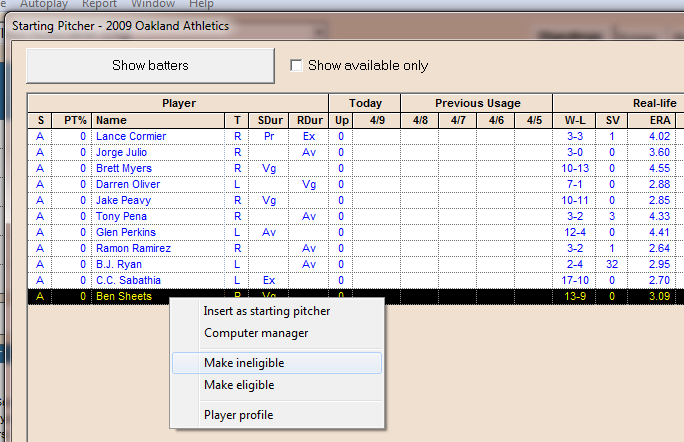 Autoplay Report Window Help
Starting Pitcher - 2009 Oakland Athletics
Show batters
Show available only
Player Today Previous Usage Real-life
S PT% Name T SDur RDur Up 4/9 4/8 4/7 4/6 4/5 W-L SV ERA
A 0 Lance Cormier R Pr Ex 0 3-3 1 4.02
A 0 Jorge Julio R Av 0 3-0 0 3.60
A 0 Brett Myers R Vg 0 10-13 0 4.55
A 0 Darren Oliver L Vg 0 7-1 0 2.88
A 0 Jake Peavy R Vg 0 10-11 0 2.85
A 0 Tony Pena R Av 0 3-2 3 4.33
A 0 Glen Perkins L Av 0 12-4 0 4.41
A 0 Ramon Ramirez R Av 0 3-2 1 2.64
A 0 B.J. Ryan L Av 0 2-4 32 2.95
A 0 C.C. Sabathia L Ex 0 17-10 0 2.70
A 0 Ben Sheets R Vg 0 13-9 0 3.09
Insert as starting pitcher
Computer manager
Make ineligible
Make eligible
Player profile